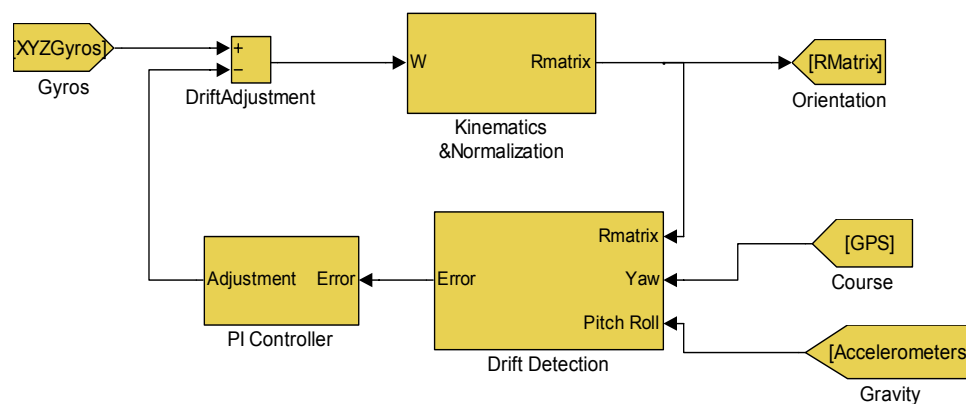 [XYZGyros]
Gyros
+
−
DriftAdjustment
W
Rmatrix
Kinematics
&Normalization
[RMatrix]
Orientation
Adjustment
Error
PI Controller
Error
Rmatrix
Yaw
Pitch Roll
Drift Detection
[GPS]
Course
[Accelerometers
Gravity